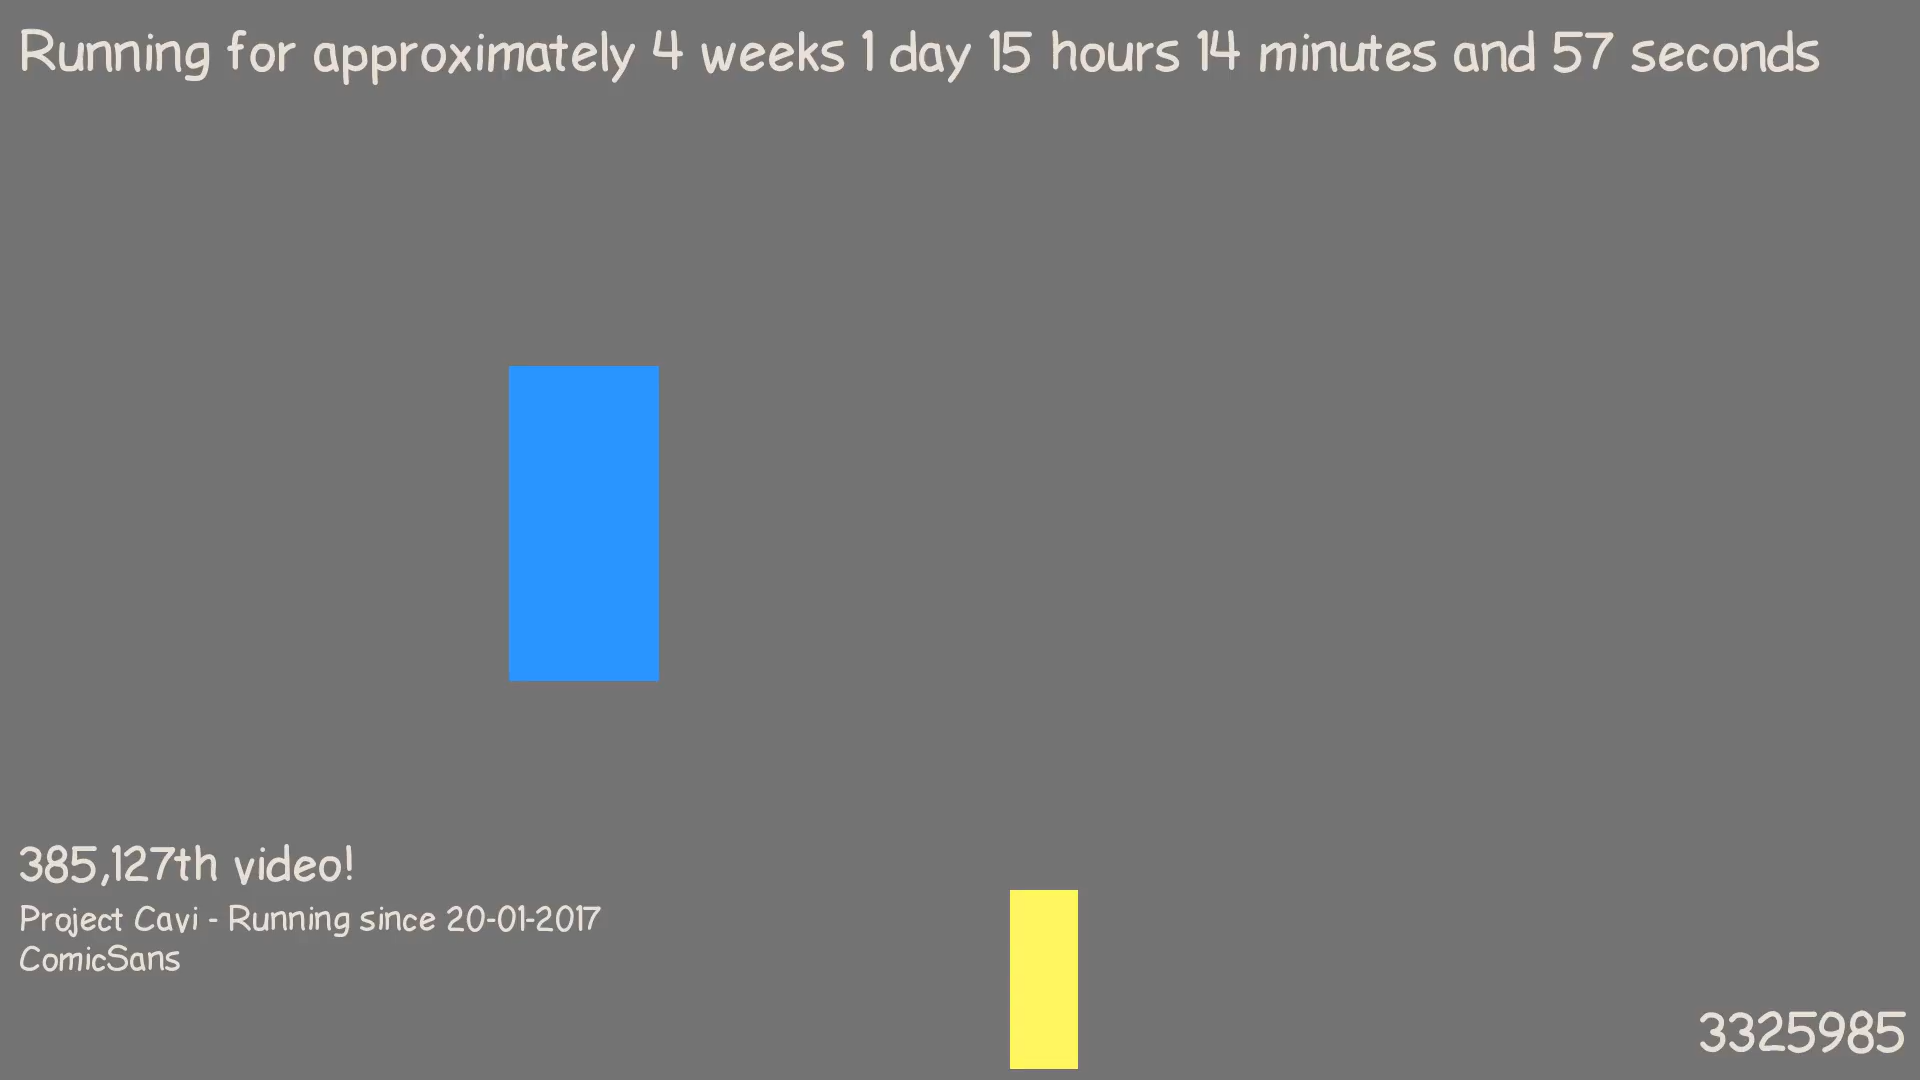 Running for approximately 4 weeks 1 day 15 hours 14 minutes and 57 seconds
385,127th video!
Project Cavi - Running since 20-01-2017
ComicSans
3325985